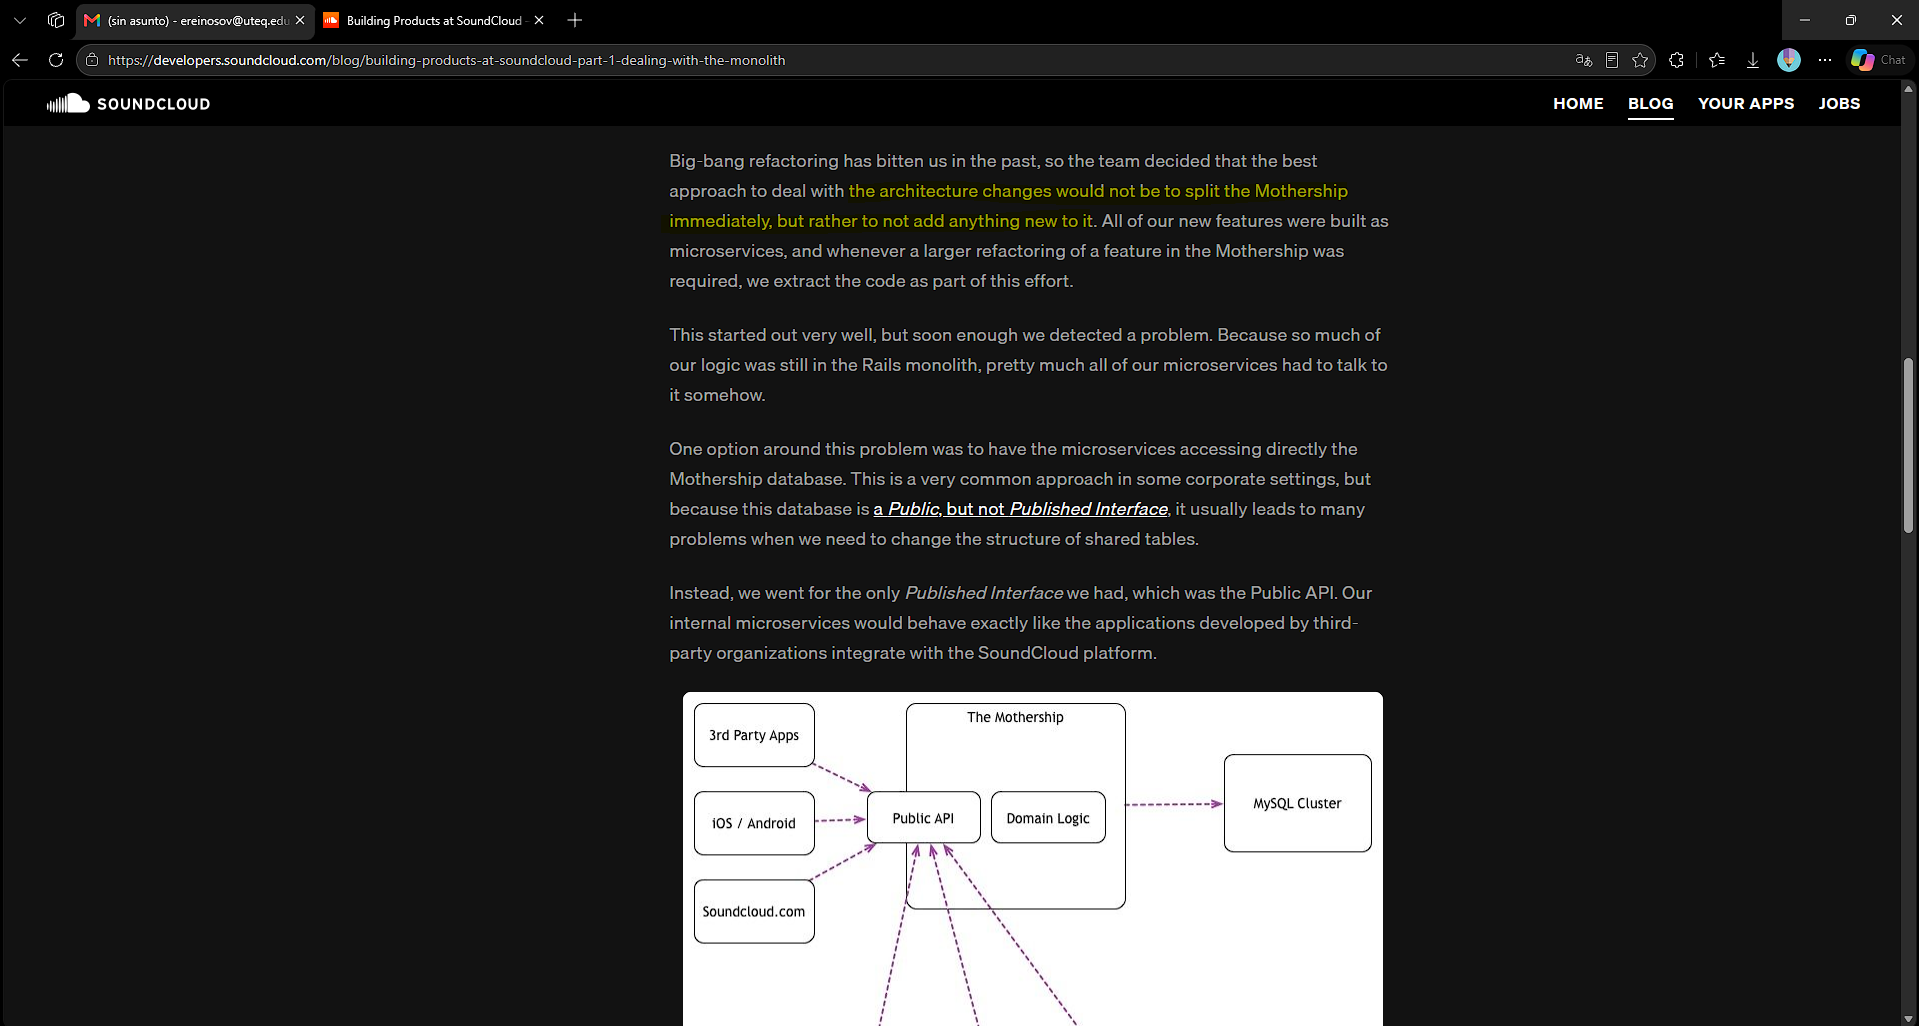 (sin asunto) - ereinosov@uteq.edu
Building Products at SoundCloud -
https://developers.soundcloud.com/blog/building-products-at-soundcloud-part-1-dealing-with-the-monolith
Chat
SOUNDCLOUD
HOME BLOG YOUR APPS JOBS
Big-bang refactoring has bitten us in the past, so the team decided that the best
approach to deal with the architecture changes would not be to split the Mothership
immediately, but rather to not add anything new to it. All of our new features were built as
microservices, and whenever a larger refactoring of a feature in the Mothership was
required, we extract the code as part of this effort.
This started out very well, but soon enough we detected a problem. Because so much of
our logic was still in the Rails monolith, pretty much all of our microservices had to talk to
it somehow.
One option around this problem was to have the microservices accessing directly the
Mothership database. This is a very common approach in some corporate settings, but
because this database is a Public, but not Published Interface, it usually leads to many
problems when we need to change the structure of shared tables.
Instead, we went for the only Published Interface we had, which was the Public API. Our
internal microservices would behave exactly like the applications developed by third-
party organizations integrate with the SoundCloud platform.
The Mothership
3rd Party Apps
iOS / Android
Public API
Domain Logic
MySQL Cluster
Soundcloud.com